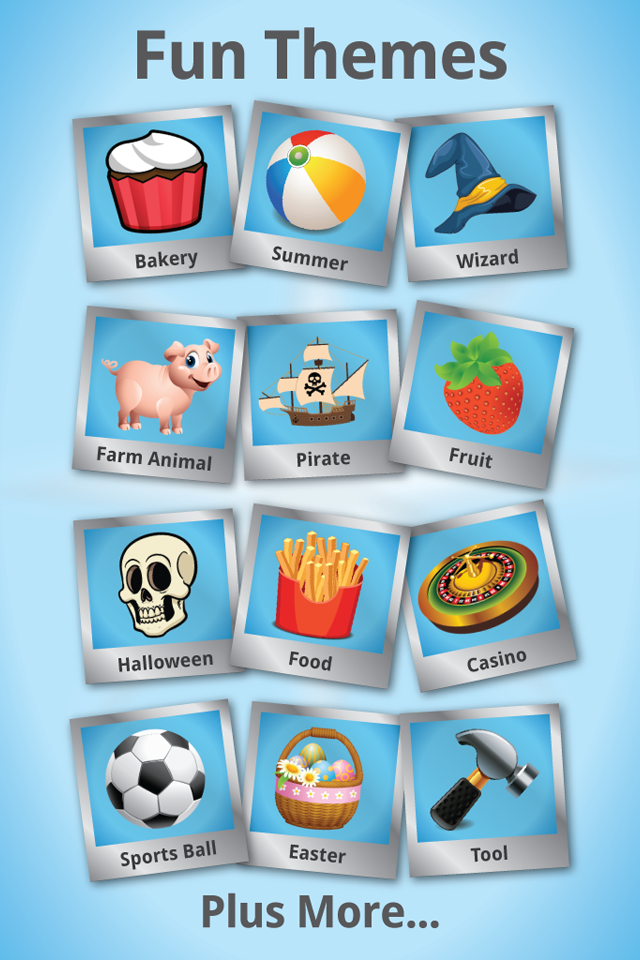 Fun Themes
Bakery
Summer
Wizard
Farm Animal
Pirate
Fruit
Halloween
Food
Casino
Sports Ball
Easter
Tool
Plus More...